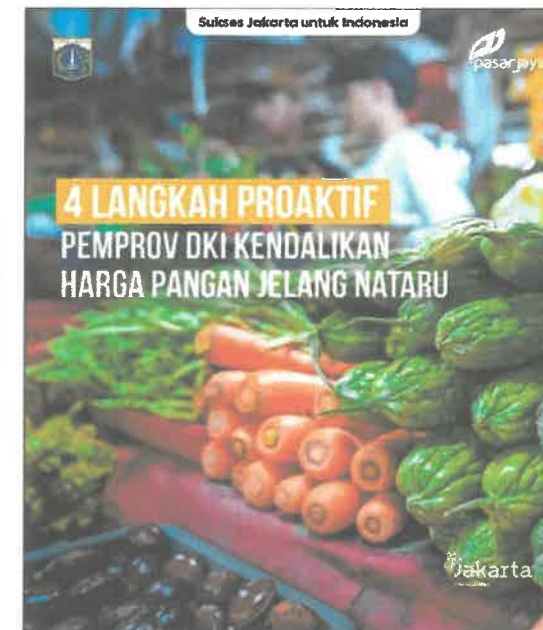 Sukses Jakarta untuk Indonesia
pasarjaya
4 LANGKAH PROAKTIF
PEMPROV DKI KENDALIKAN
HARGA PANGAN JELANG NATARU
Jakarta